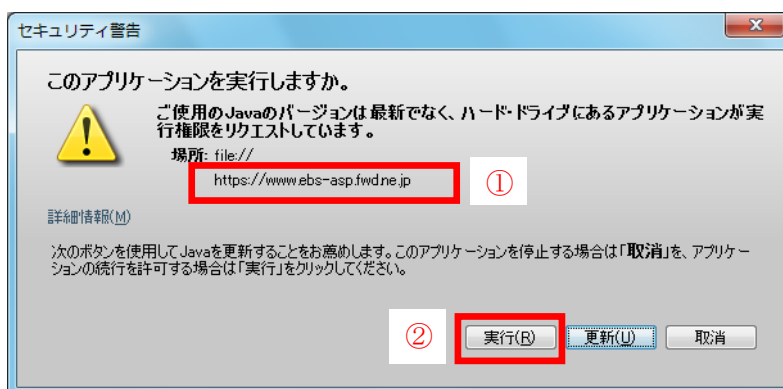 セキュリティ警告
このアプリケーションを実行しますか。
ご使用のJavaのバージョンは最新でなく、ハード・ドライブにあるアプリケーションが実
行権限をリクエストしています。
場所: file://
https://www.ebs-asp.fwd.ne.jp
①
詳細情報(M)
次のボタンを使用してJavaを更新することをお薦めします。このアプリケーションを停止する場合は「取消」を、アプリケー
ションの続行を許可する場合は「実行」をクリックしてください。
② 実行(R) 更新(U) 取消